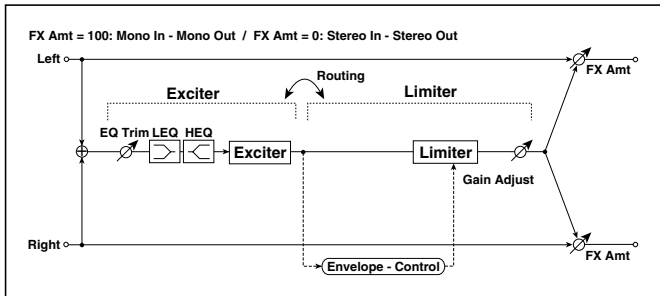 FX Amt = 100: Mono In - Mono Out / FX Amt = 0: Stereo In - Stereo Out
Left
FX Amt
Routing
Exciter
Limiter
EQ Trim LEQ HEQ
Exciter
Limiter
Gain Adjust
Right
FX Amt
Envelope - Control